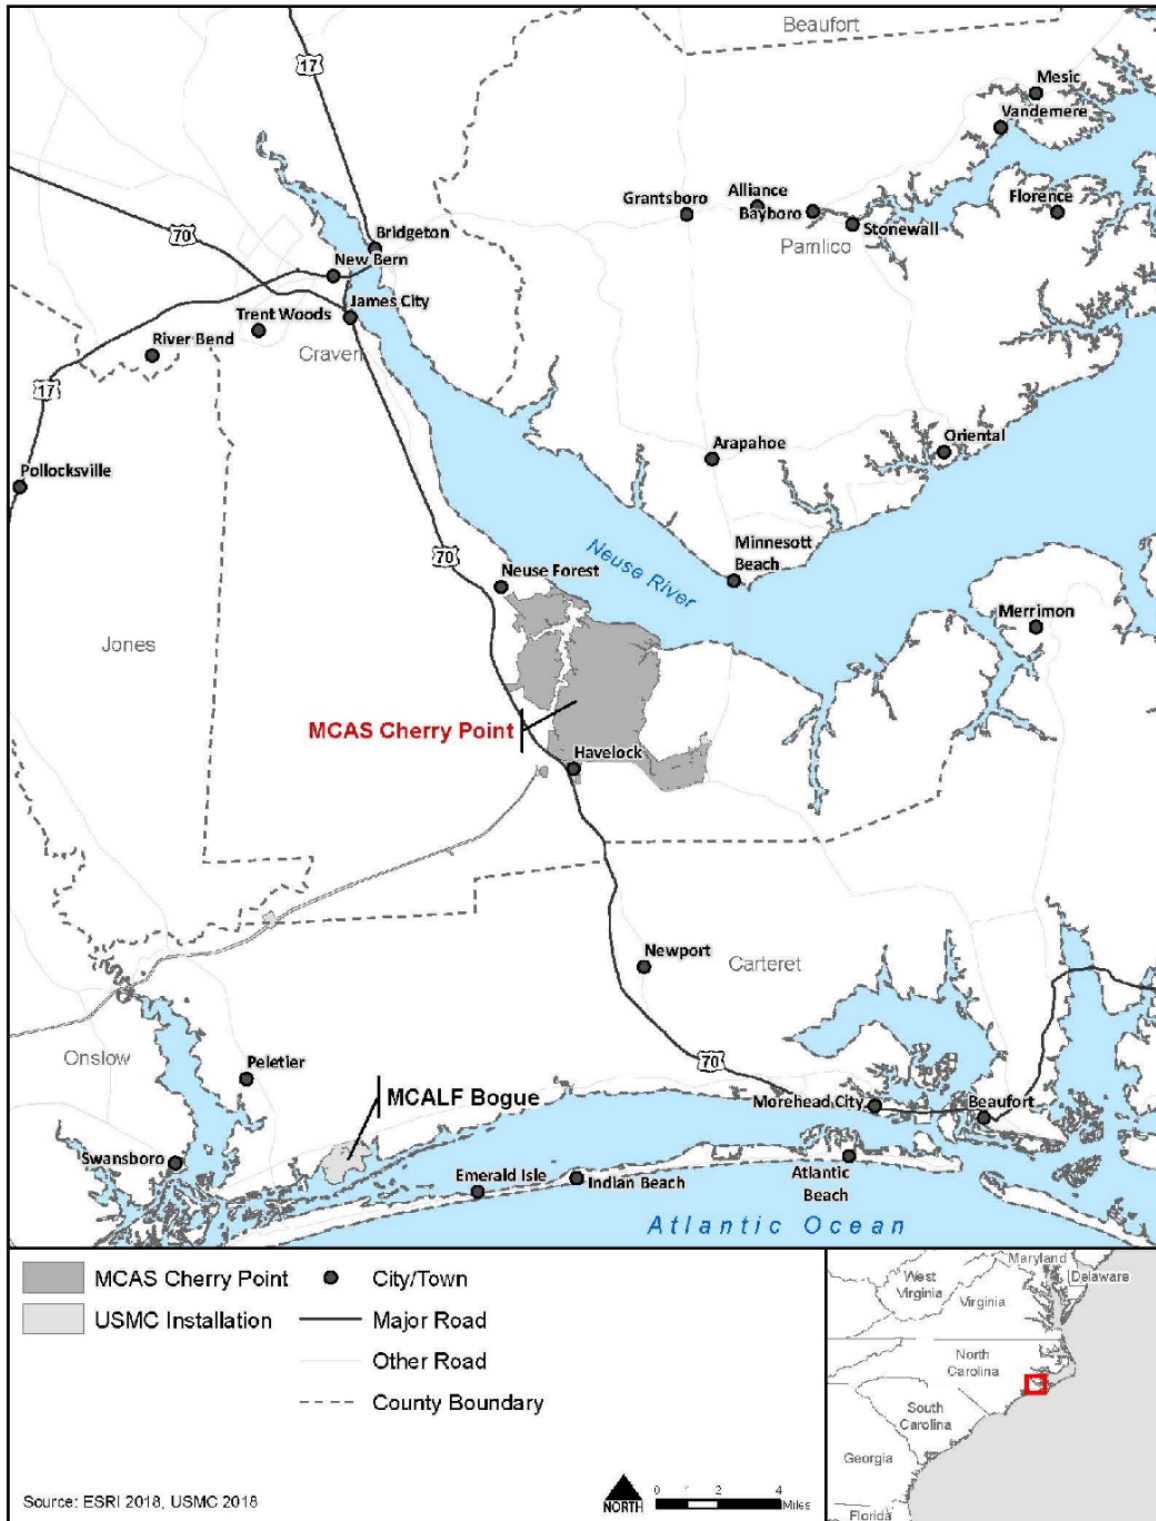 Beaufort
17
Mesic
Vandemere
Grantsboro
Alliance
Bayboro
Florence
Stonewall
Pamlico
70
Bridgeton
New Bern
James City
Trent Woods
River Bend
Craven
17
Pollocksville
Arapahoe
Oriental
70
Neuse Forest
Neuse River
Minnesott
Beach
Merrimon
Jones
MCAS Cherry Point
Havelock
Newport
Carteret
Onslow
Peletier
70
MCALF Bogue
Morehead City
Beaufort
Swansboro
Emerald Isle
Indian Beach
Atlantic
Beach
Atlantic Ocean
MCAS Cherry Point
USMC Installation
City/Town
Major Road
Other Road
County Boundary
Source: ESRI 2018, USMC 2018
NORTH
0 2 4
Miles
Maryland
West
Virginia
Delaware
Virginia
North
Carolina
South
Carolina
Georgia
Florida